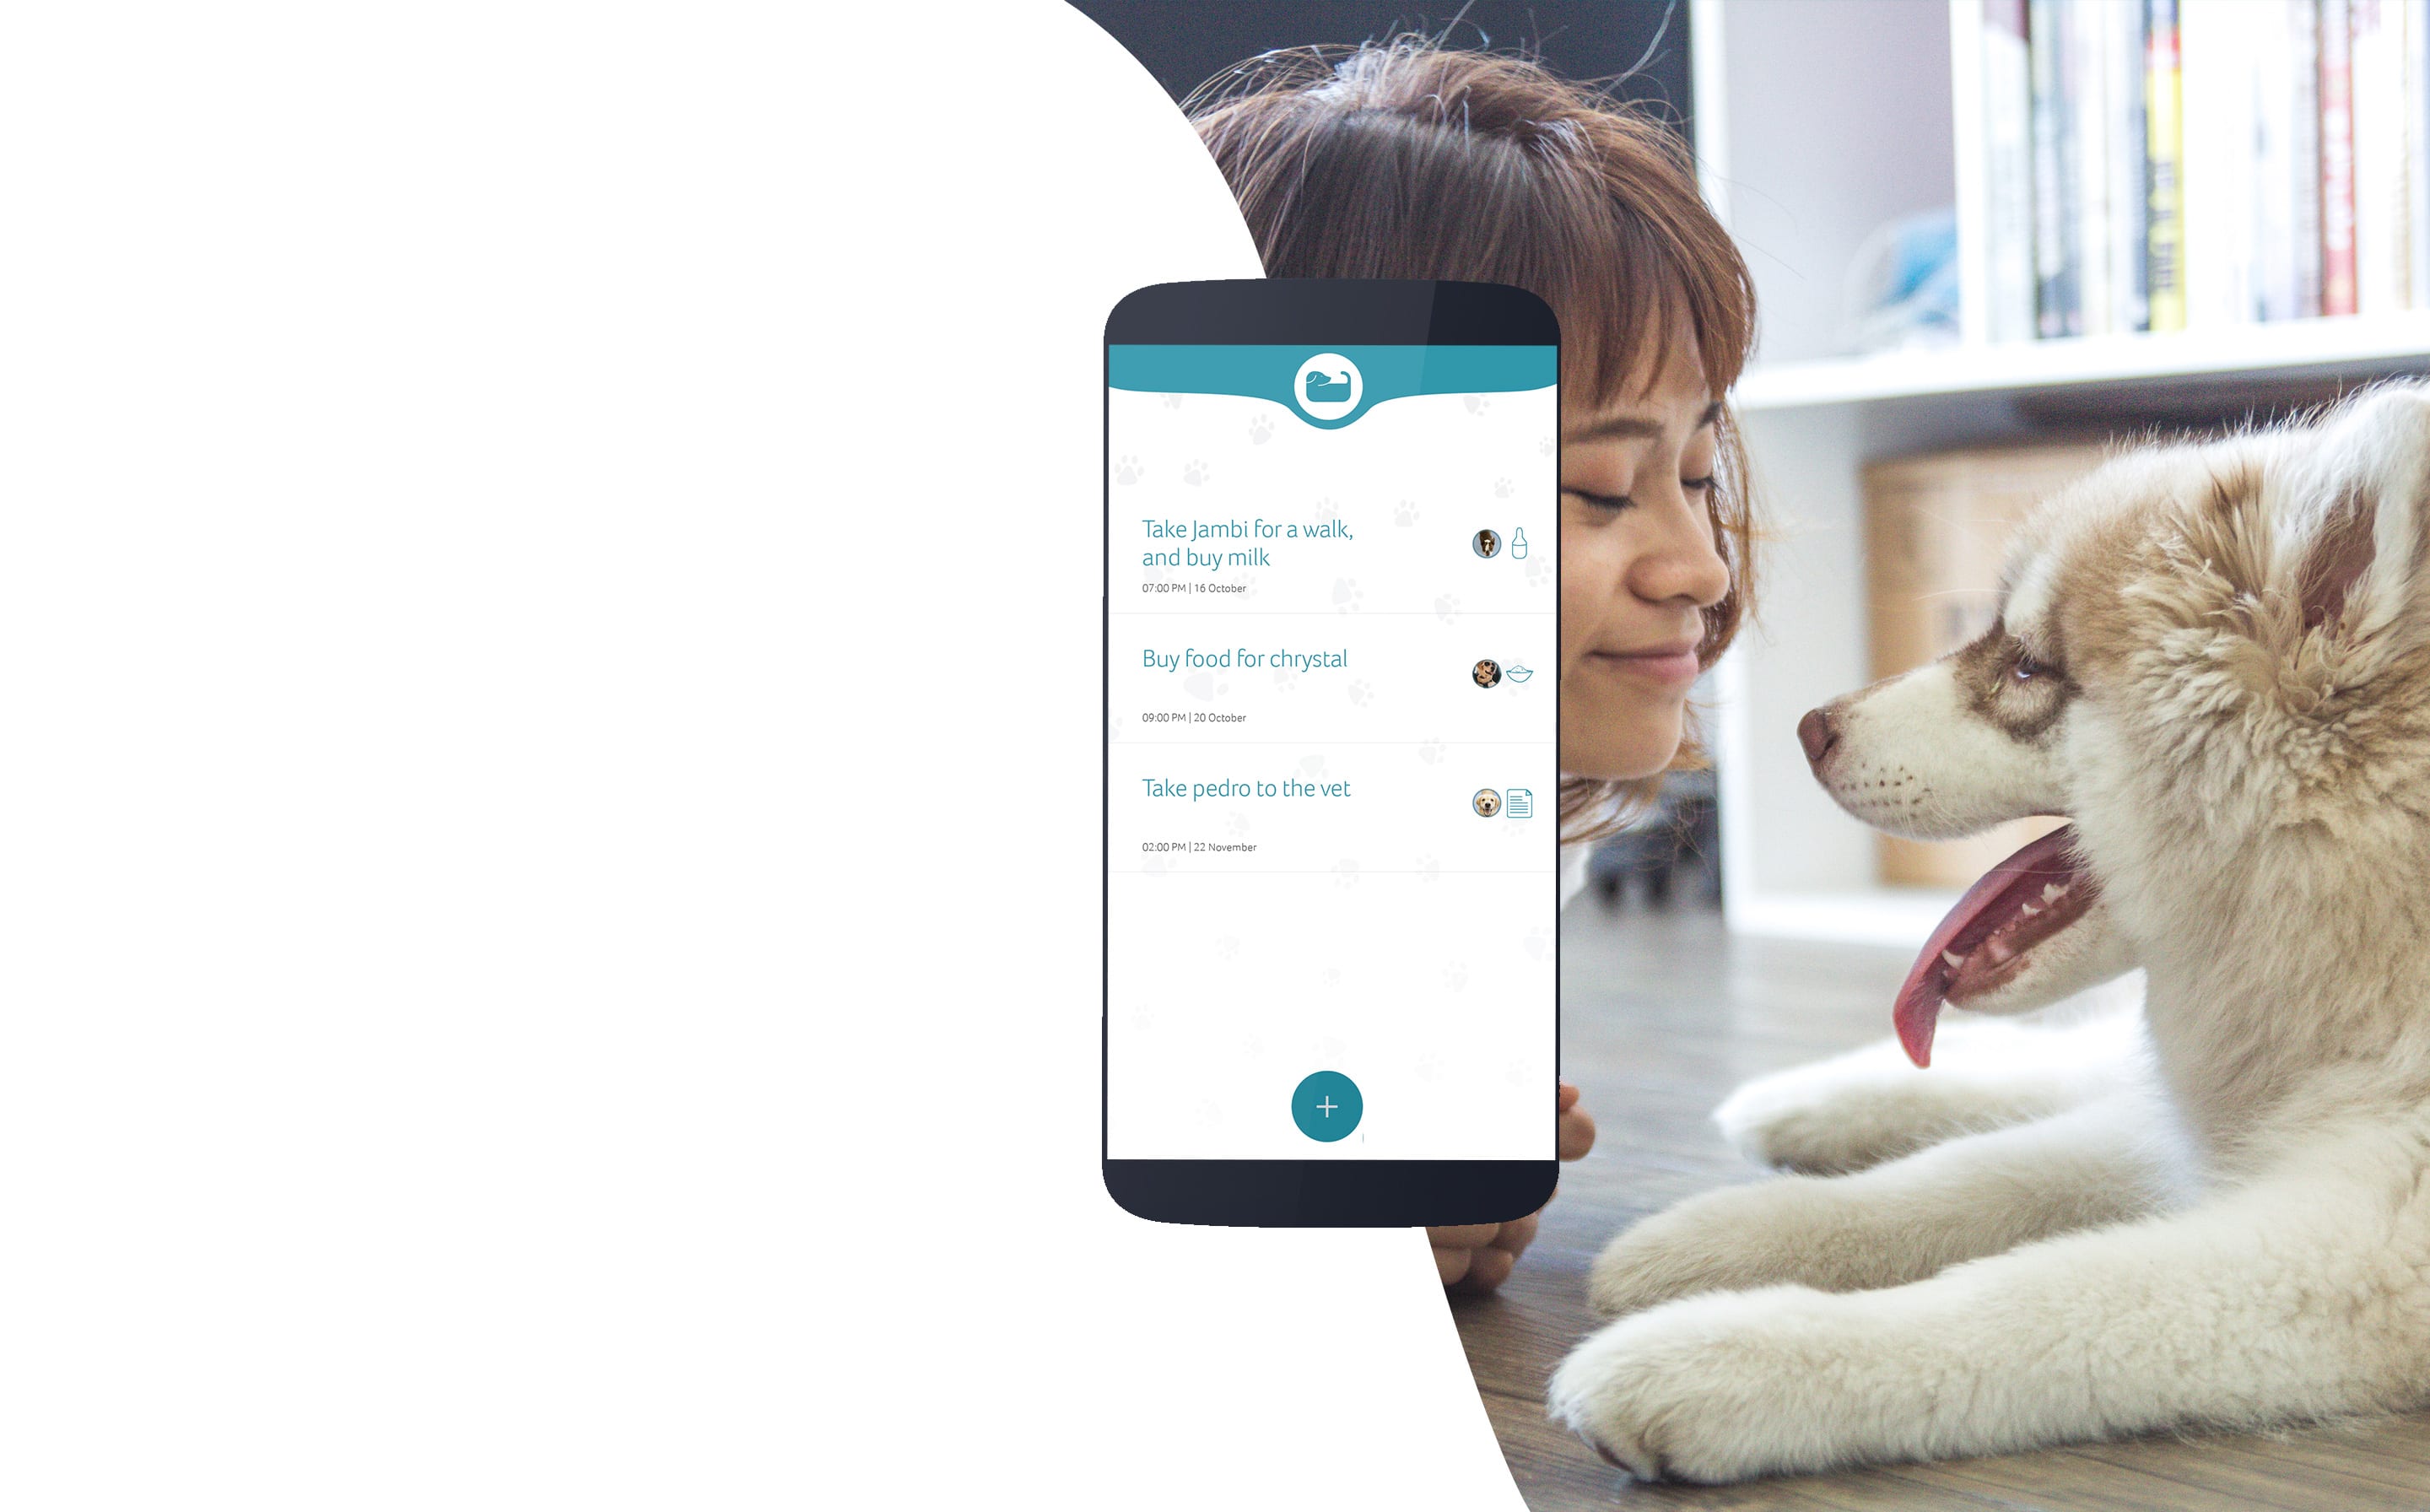 Take Jambi for a walk,
and buy milk
07:00 PM | 16 October
Buy food for chrystal
09:00 PM | 20 October
Take pedro to the vet
02:00 PM | 22 November